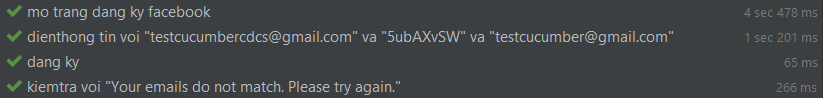 mo trang dang ky facebook 4 sec 478 ms
dienthong tin voi "testcucumbercdcs@gmail.com" va "5ubAXvSW" va "testcucumber@gmail.com" 1 sec 201 ms
dang ky 65 ms
kiemtra voi "Your emails do not match. Please try again." 266 ms